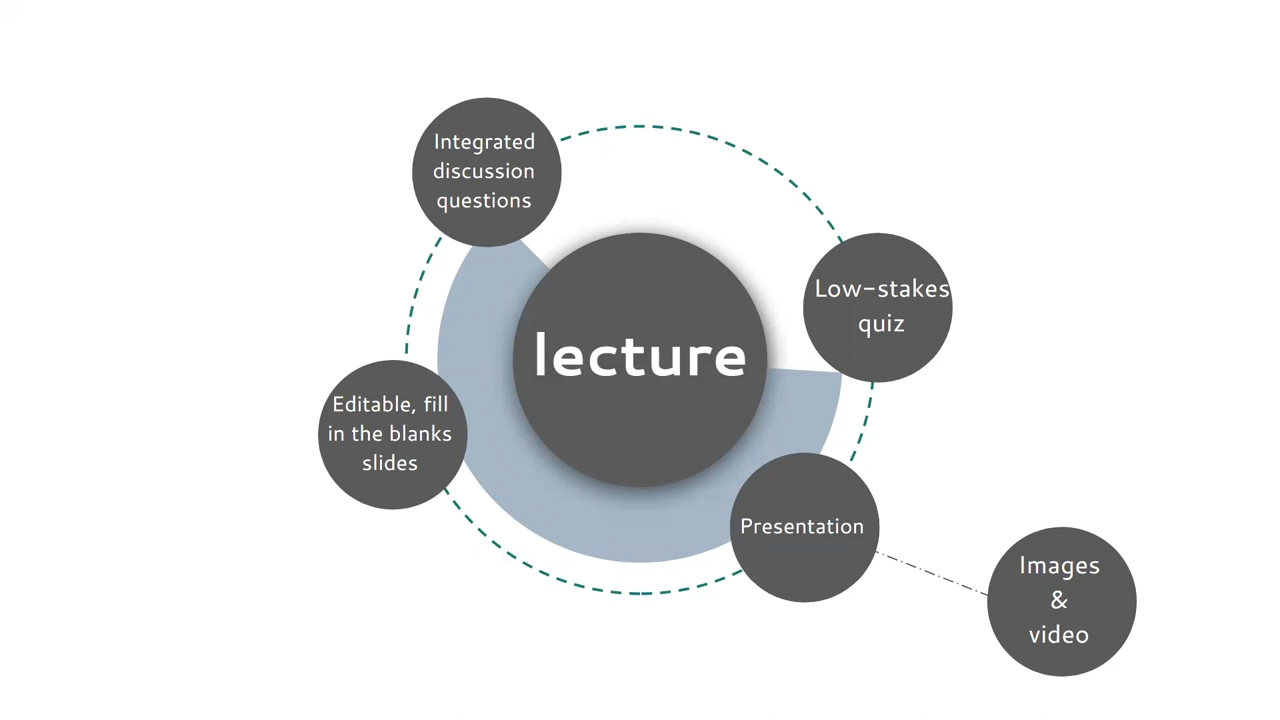 Integrated
discussion
questions
Low-stakes
quiz
lecture
Editable, fill
in the blanks
slides
Presentation
Images
&
video